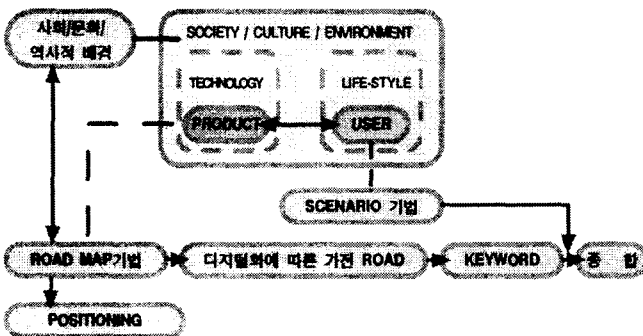 사회/문화/
역사적 배경
SOCIETY / CULTURE / ENVIRONMENT
TECHNOLOGY
LIFE-STYLE
PRODUCT
USER
SCENARIO 기법
ROAD MAP기법
디지털화에 따른 가전 ROAD
KEYWORD
종 합
POSITIONING